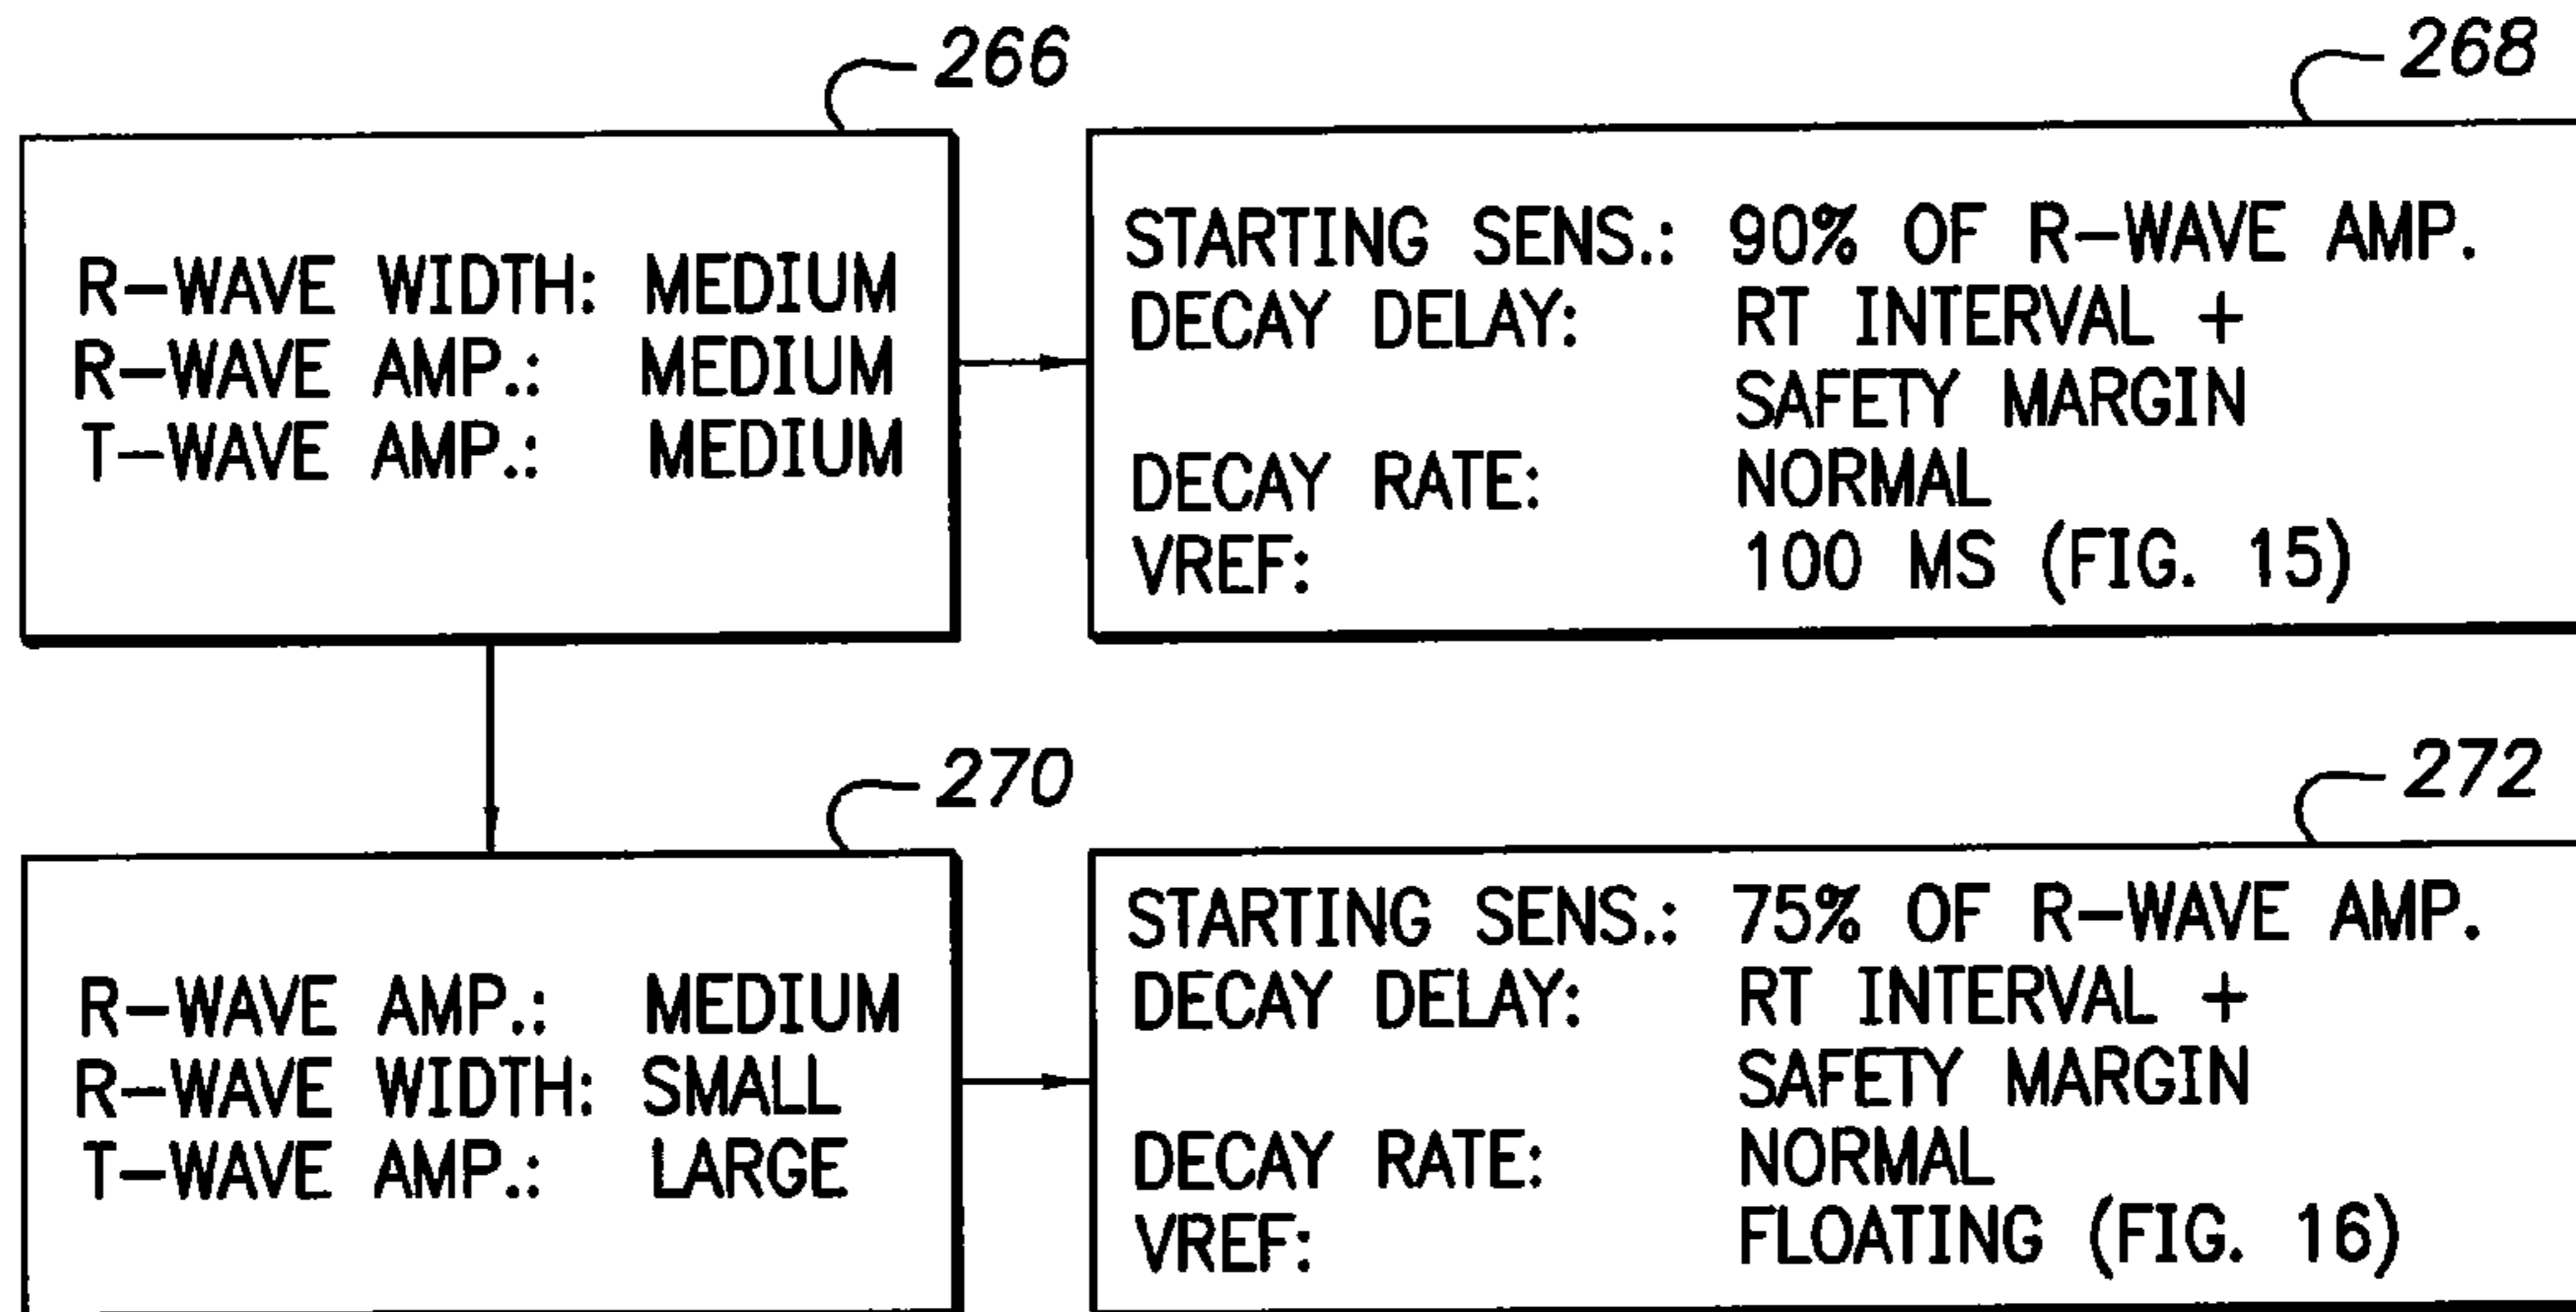 266
R-WAVE WIDTH: MEDIUM
R-WAVE AMP.: MEDIUM
T-WAVE AMP.: MEDIUM
268
STARTING SENS.: 90% OF R-WAVE AMP.
DECAY DELAY: RT INTERVAL +
SAFETY MARGIN
DECAY RATE: NORMAL
VREF: 100 MS (FIG. 15)
270
R-WAVE AMP.: MEDIUM
R-WAVE WIDTH: SMALL
T-WAVE AMP.: LARGE
272
STARTING SENS.: 75% OF R-WAVE AMP.
DECAY DELAY: RT INTERVAL +
SAFETY MARGIN
DECAY RATE: NORMAL
VREF: FLOATING (FIG. 16)